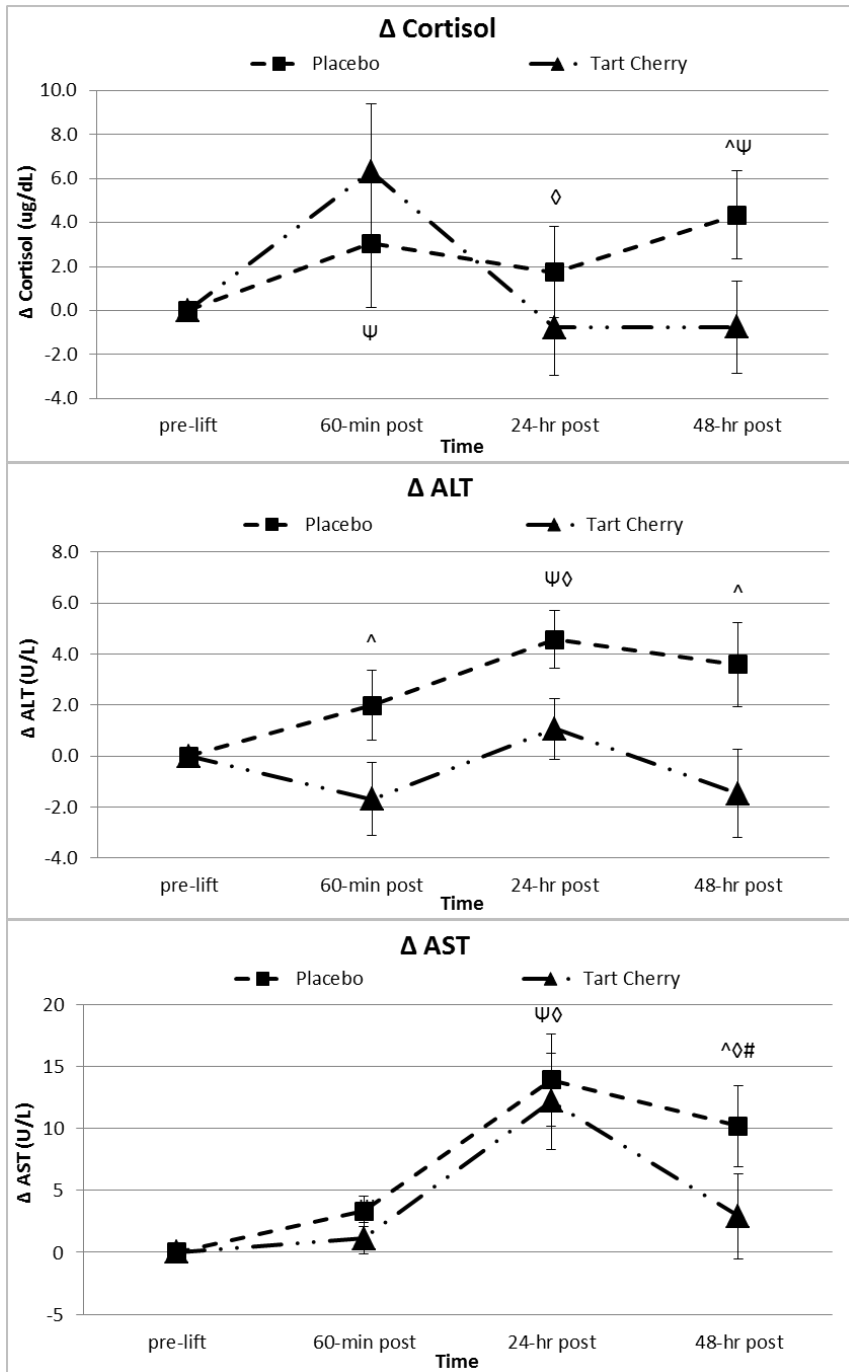 Δ Cortisol
Placebo Tart Cherry
Δ Cortisol (ug/dL)
10.0
8.0
^Ψ
6.0
◊
4.0
2.0
0.0
Ψ
-2.0
-4.0
pre-lift 60-min post 24-hr post 48-hr post
Time
Δ ALT
Placebo Tart Cherry
Δ ALT (U/L)
8.0
Ψ◊
^
6.0
^
4.0
2.0
0.0
-2.0
-4.0
pre-lift 60-min post 24-hr post 48-hr post
Time
Δ AST
Placebo Tart Cherry
Δ AST (U/L)
20
Ψ◊
^◊#
15
10
5
0
-5
pre-lift 60-min post 24-hr post 48-hr post
Time